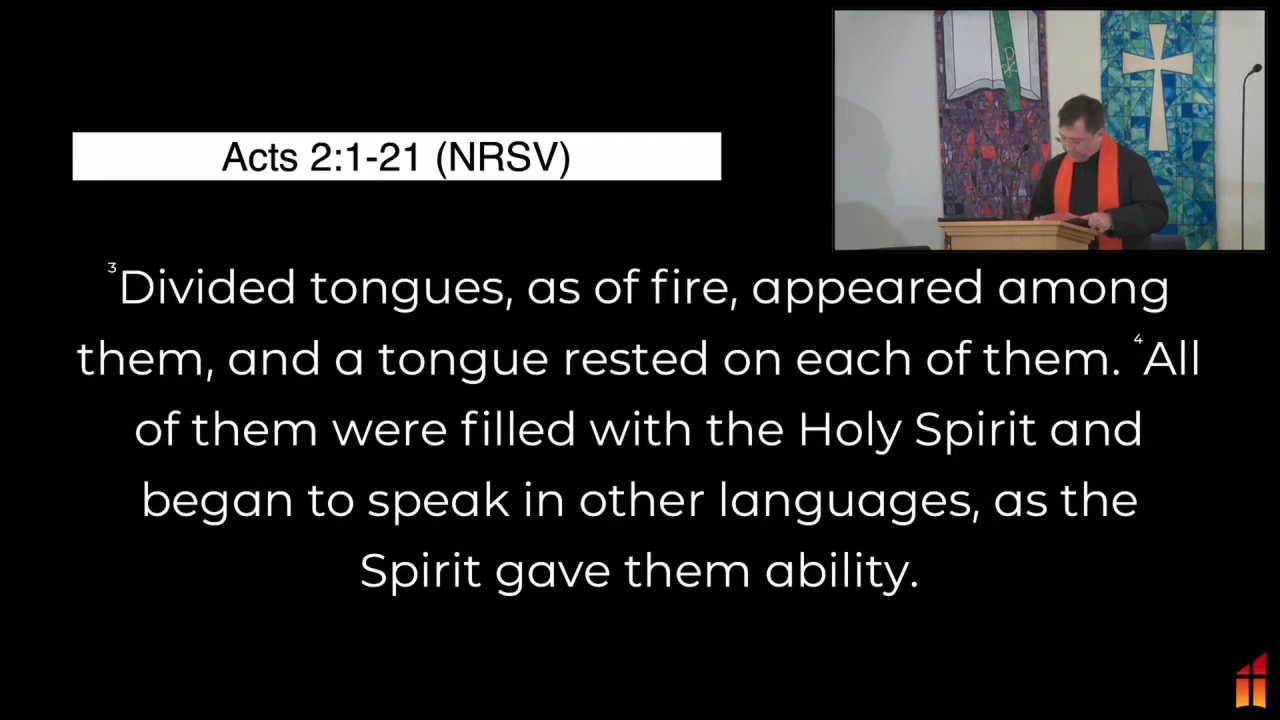 Acts 2:1-21 (NRSV)
³Divided tongues, as of fire, appeared among
them, and a tongue rested on each of them. ⁴All
of them were filled with the Holy Spirit and
began to speak in other languages, as the
Spirit gave them ability.